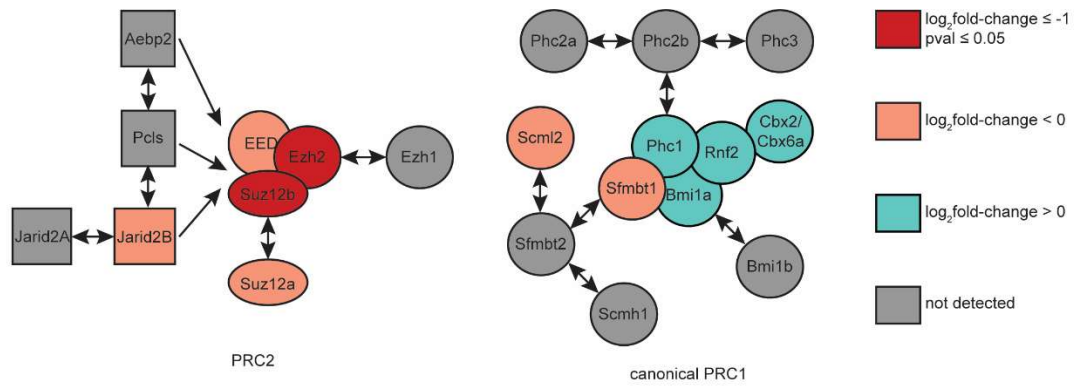 Aebp2
Pcls
Jarid2A
Jarid2B
EED
Ezh2
Ezh1
Suz12b
Suz12a
PRC2
Phc2a
Phc2b
Phc3
Scml2
Phc1
Rnf2
Cbx2/
Cbx6a
Sfmbt1
Bmi1a
Sfmbt2
Bmi1b
Scmh1
canonical PRC1
log₂fold-change ≤ -1
pval ≤ 0.05
log₂fold-change < 0
log₂fold-change > 0
not detected